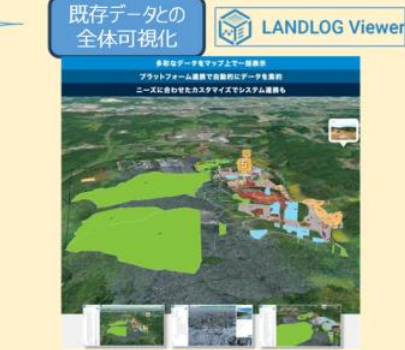 既存データとの
全体可視化
LANDLOG Viewer
多彩なデータをマップ上で一括表示
プラットフォーム連携で自動的にデータを集約
ニーズに合わせたカスタマイズでシステム連携も